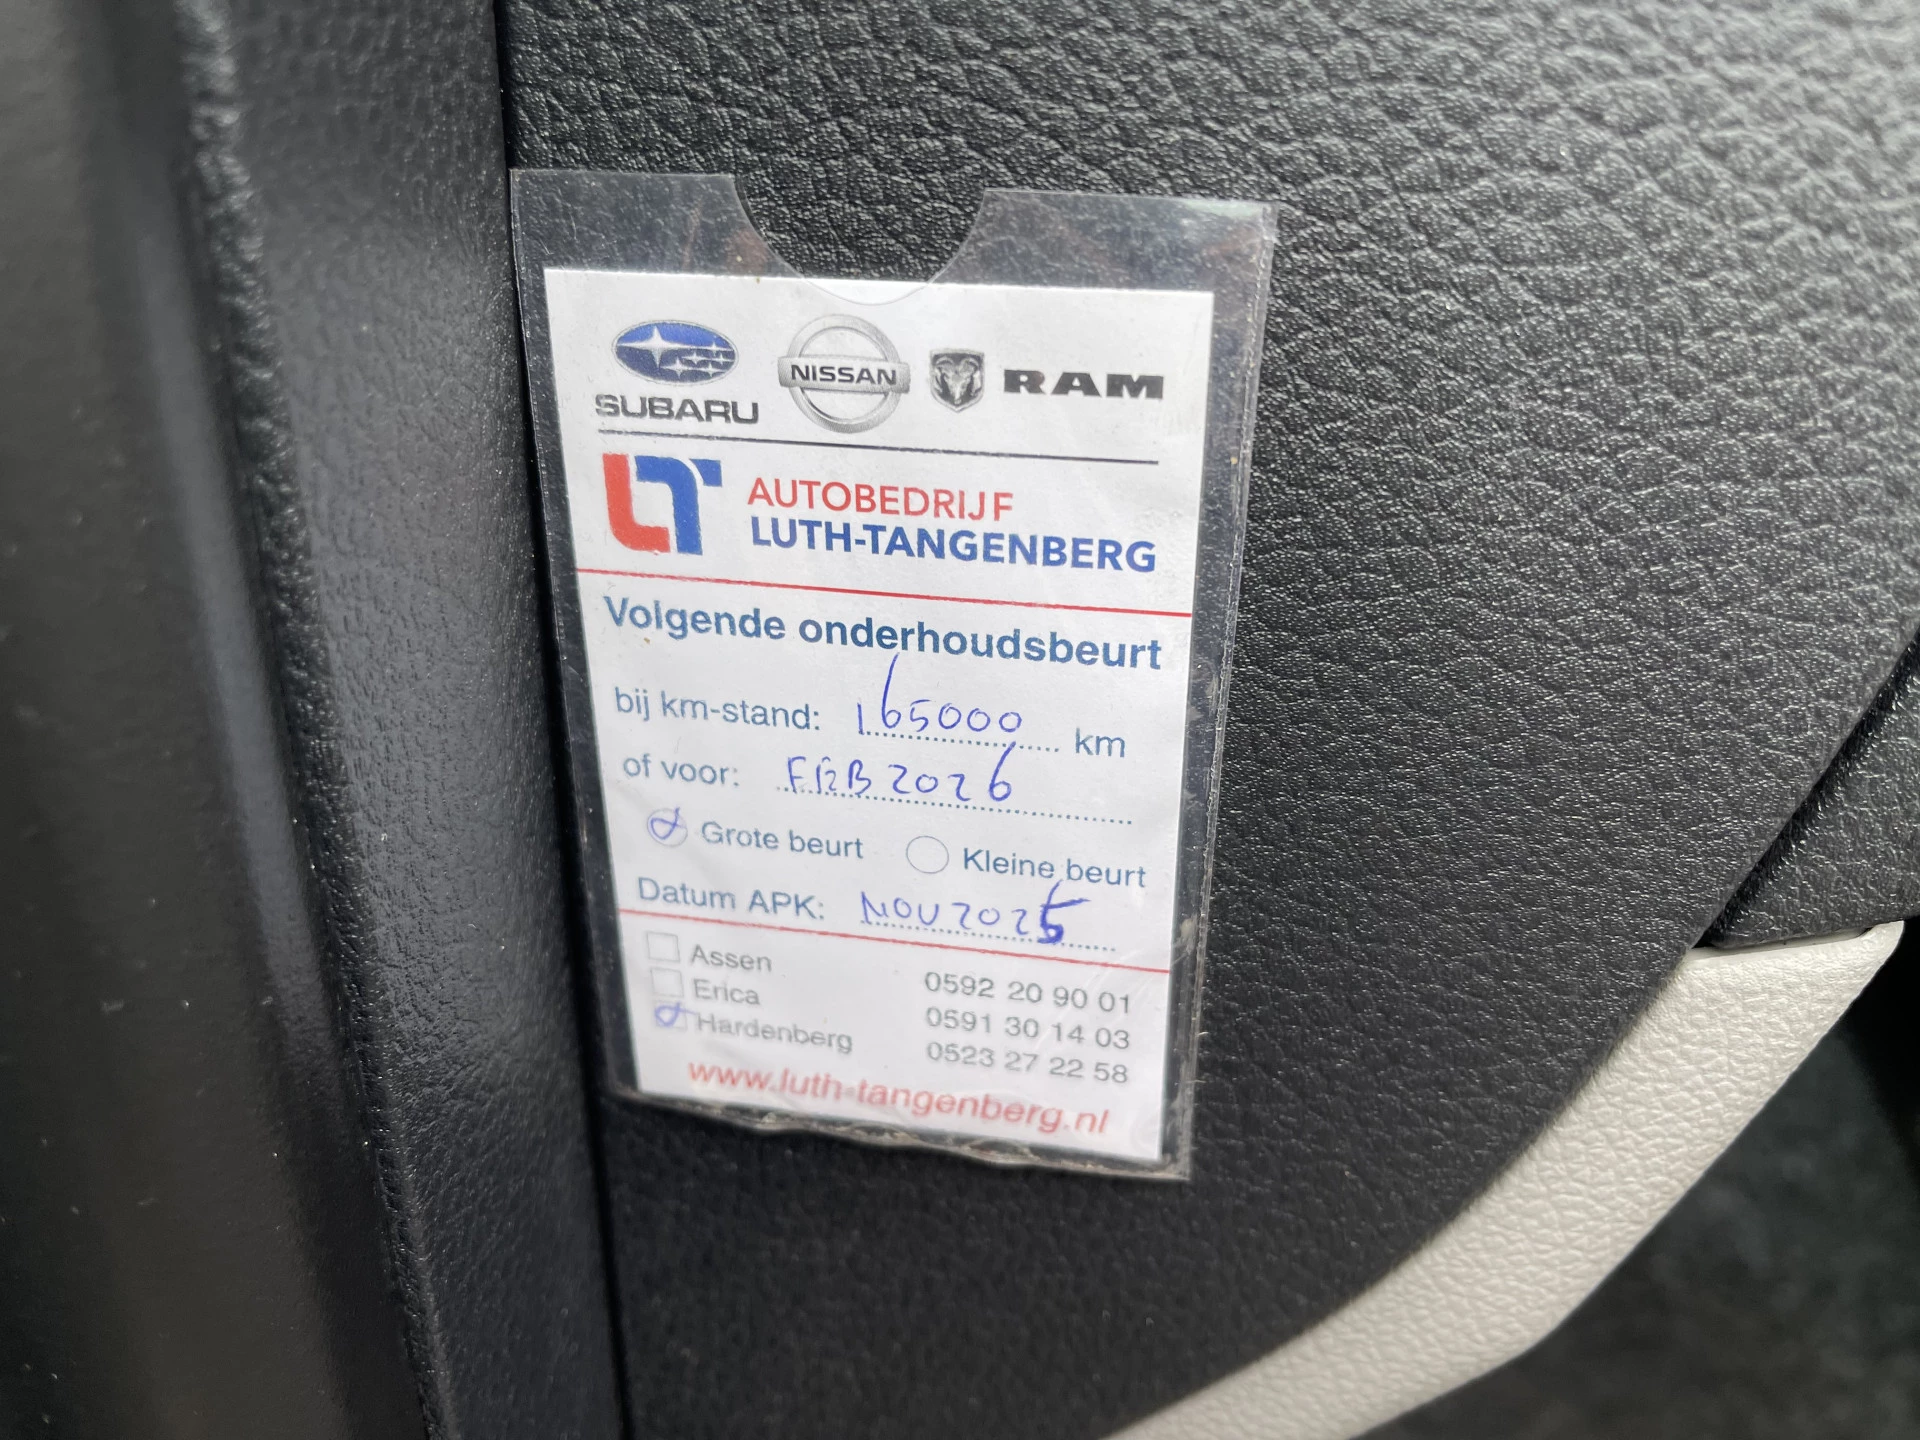 SUBARU NISSAN RAM
AUTOBEDRIJF
LUTH-TANGENBERG
Volgende onderhoudsbeurt
bij km-stand: 165000 km
of voor: FEB 2026
Grote beurt Kleine beurt
Datum APK: NOV 2025
Assen 0592 20 90 01
Erica 0591 30 14 03
Hardenberg 0523 27 22 58
www.luth-tangenberg.nl